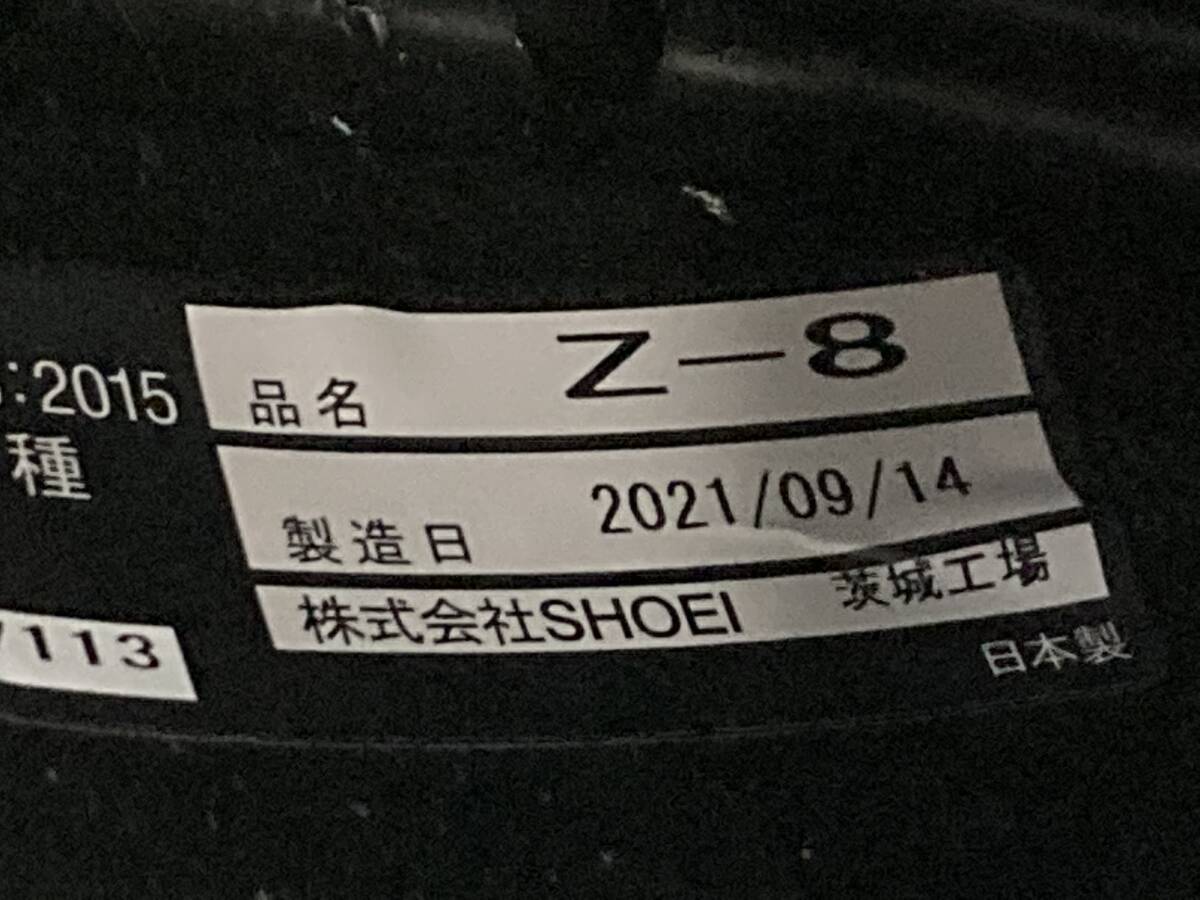 :2015
種
113
品名 Z-8
製造日 2021/09/14
株式会社SHOEI 茨城工場
日本製